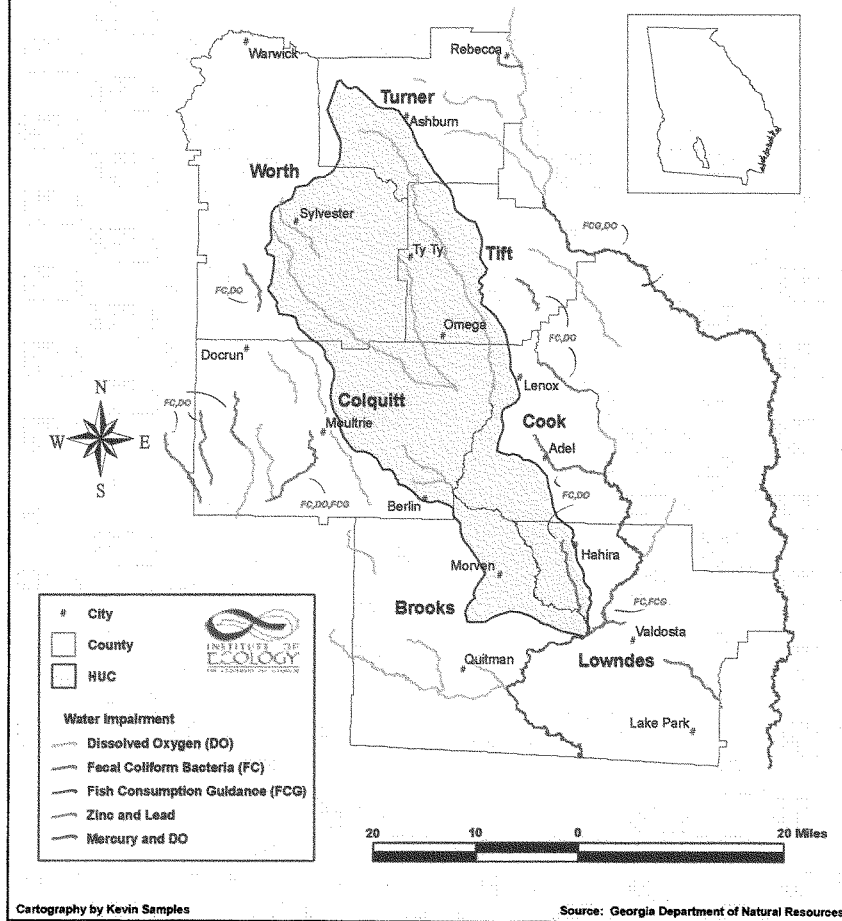 Warwick
Rebecca
Turner
Ashburn
Worth
Sylvester
FCG,DO
Ty Ty
Tift
FC,DO
Omega
FC,DO
Docrun
Lenox
N
FC,DO
Colquitt
Cook
W
E
Moultrie
Adel
S
FC,DO
FC,DO,FCG
Berlin
Hahira
Morven
Brooks
FC,FCG
Valdosta
Quitman
Lowndes
Lake Park
# City
County
HUC
INSTITUTE OF
ECOLOGY
Water Impairment
Dissolved Oxygen (DO)
Fecal Coliform Bacteria (FC)
Fish Consumption Guidance (FCG)
Zinc and Lead
Mercury and DO
20 10 0 20 Miles
Cartography by Kevin Samples
Source: Georgia Department of Natural Resources